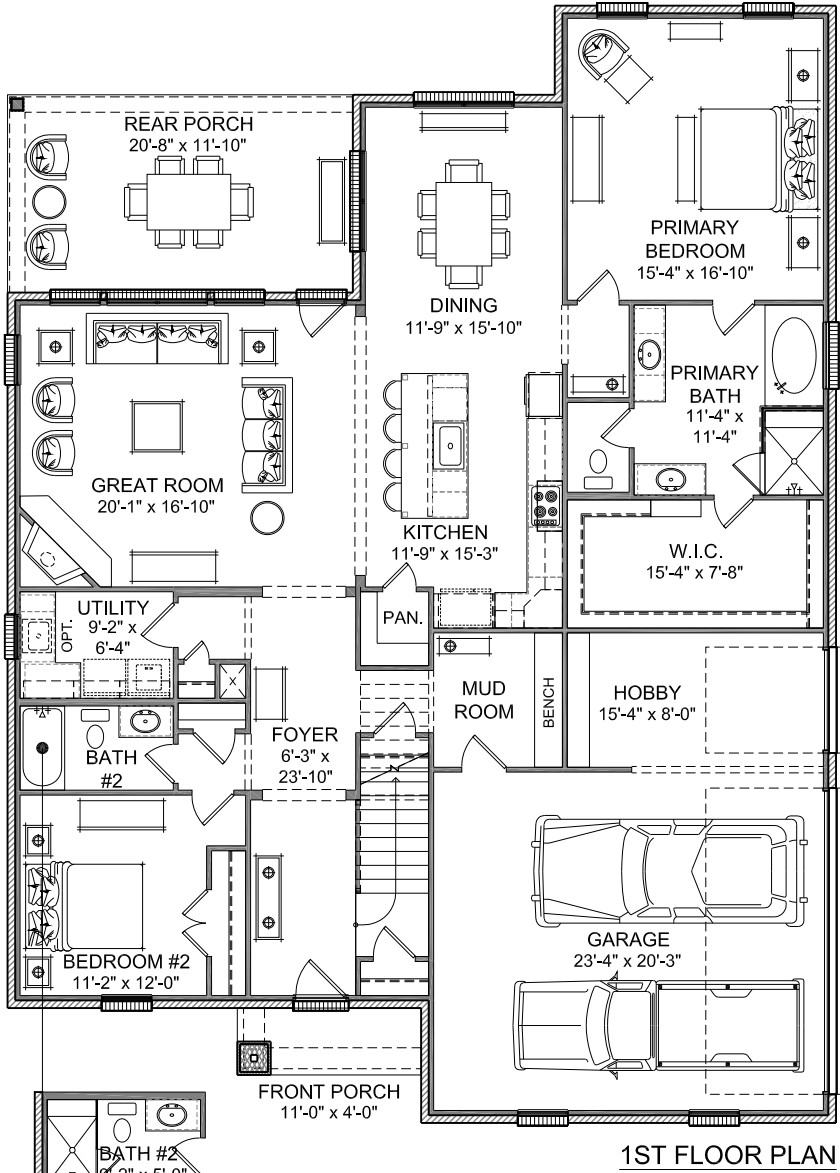 REAR PORCH
20'-8" x 11'-10"
PRIMARY
BEDROOM
15'-4" x 16'-10"
DINING
11'-9" x 15'-10"
PRIMARY
BATH
11'-4" x
11'-4"
GREAT ROOM
20'-1" x 16'-10"
KITCHEN
11'-9" x 15'-3"
W.I.C.
15'-4" x 7'-8"
UTILITY
9'-2" x
6'-4"
OPT.
PAN.
X
MUD
ROOM
BENCH
HOBBY
15'-4" x 8'-0"
FOYER
6'-3" x
23'-10"
BATH
#2
BEDROOM #2
11'-2" x 12'-0"
GARAGE
23'-4" x 20'-3"
FRONT PORCH
11'-0" x 4'-0"
BATH #2
1ST FLOOR PLAN